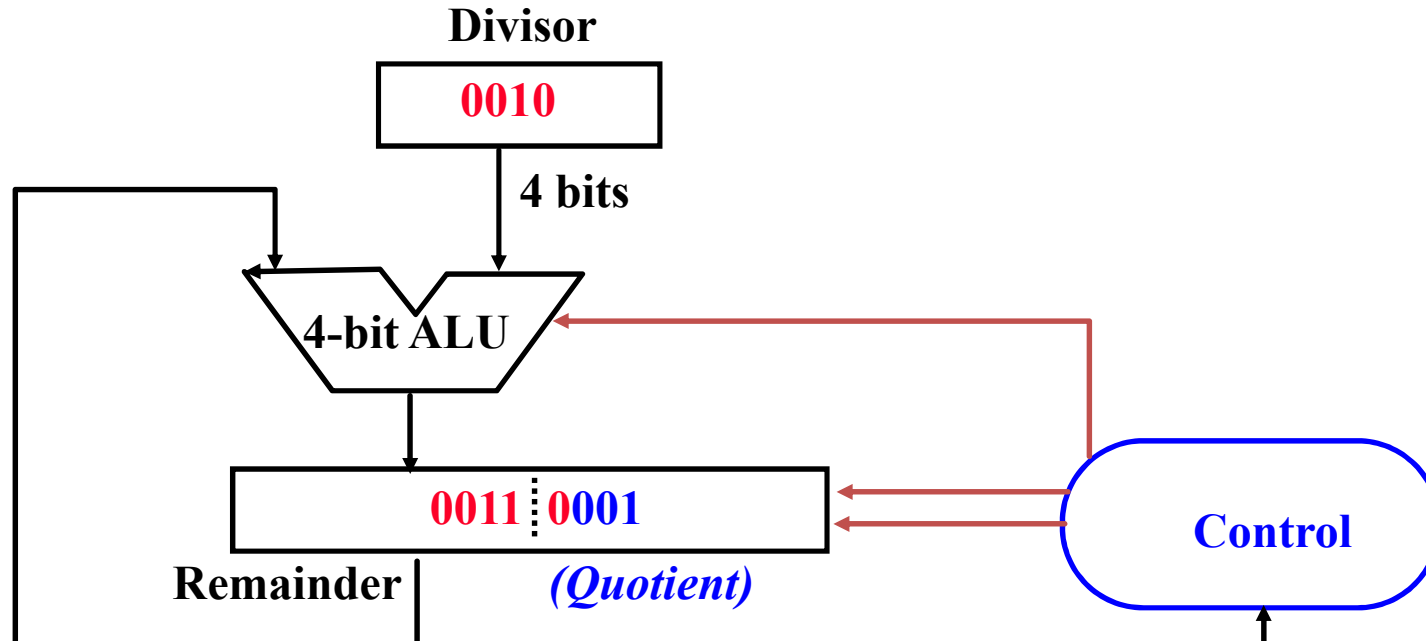 Divisor
0010
4 bits
4-bit ALU
0011 0001
Control
Remainder (Quotient)